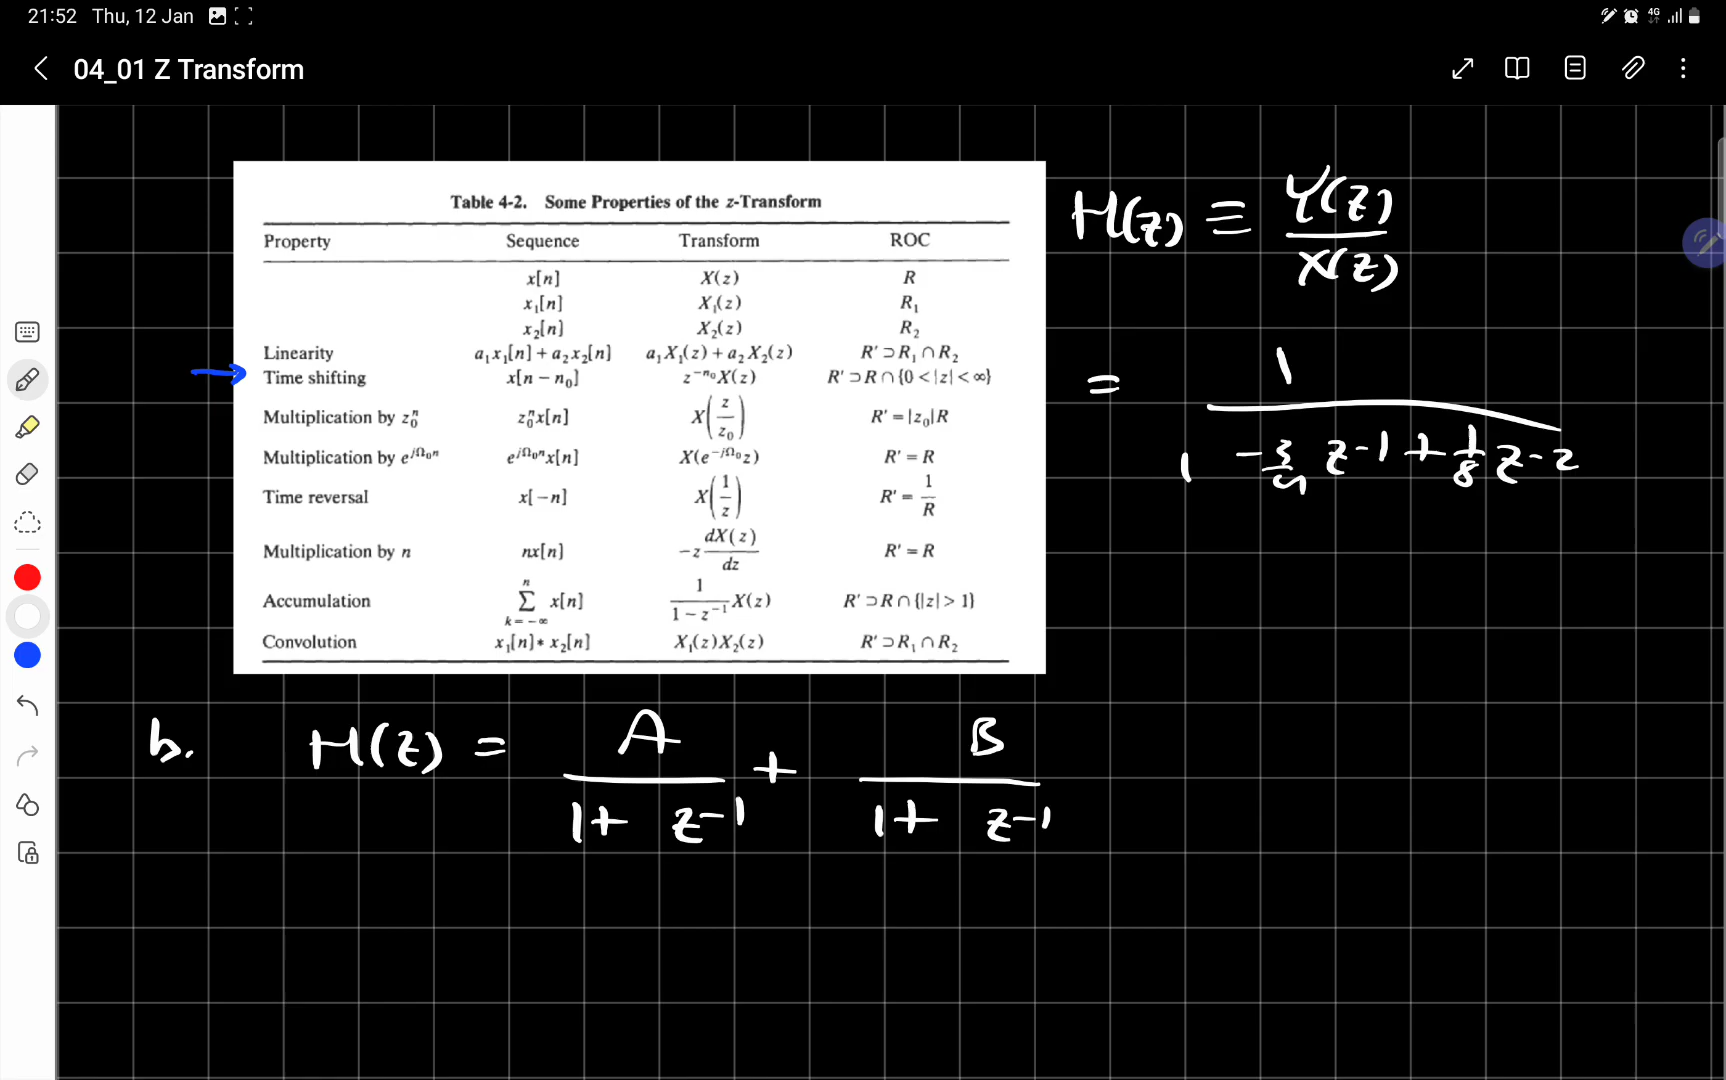 21:52 Thu, 12 Jan
4G
04_01 Z Transform
Table 4-2. Some Properties of the z-Transform
Property Sequence Transform ROC
x[n] X(z) R
x₁[n] X₁(z) R₁
x₂[n] X₂(z) R₂
Linearity a₁x₁[n] + a₂x₂[n] a₁X₁(z) + a₂X₂(z) R' ⊃ R₁ ∩ R₂
Time shifting x[n − n₀] z^{−n₀}X(z) R' ⊃ R ∩ {0 < |z| < ∞}
Multiplication by z₀ⁿ z₀ⁿx[n] X(z/z₀) R' = |z₀|R
Multiplication by e^{jΩ₀n} e^{jΩ₀n}x[n] X(e^{−jΩ₀}z) R' = R
Time reversal x[−n] X(1/z) R' = 1/R
Multiplication by n nx[n] −z dX(z)/dz R' = R
Accumulation Σ_{k=−∞}^{n} x[n] 1/(1 − z⁻¹) X(z) R' ⊃ R ∩ {|z| > 1}
Convolution x₁[n] * x₂[n] X₁(z)X₂(z) R' ⊃ R₁ ∩ R₂
H(z) ≡ Y(z)/X(z)
= 1/(1 − 3/4 z⁻¹ + 1/8 z⁻²)
b. H(z) = A/(1 + z⁻¹) + B/(1 + z⁻¹)